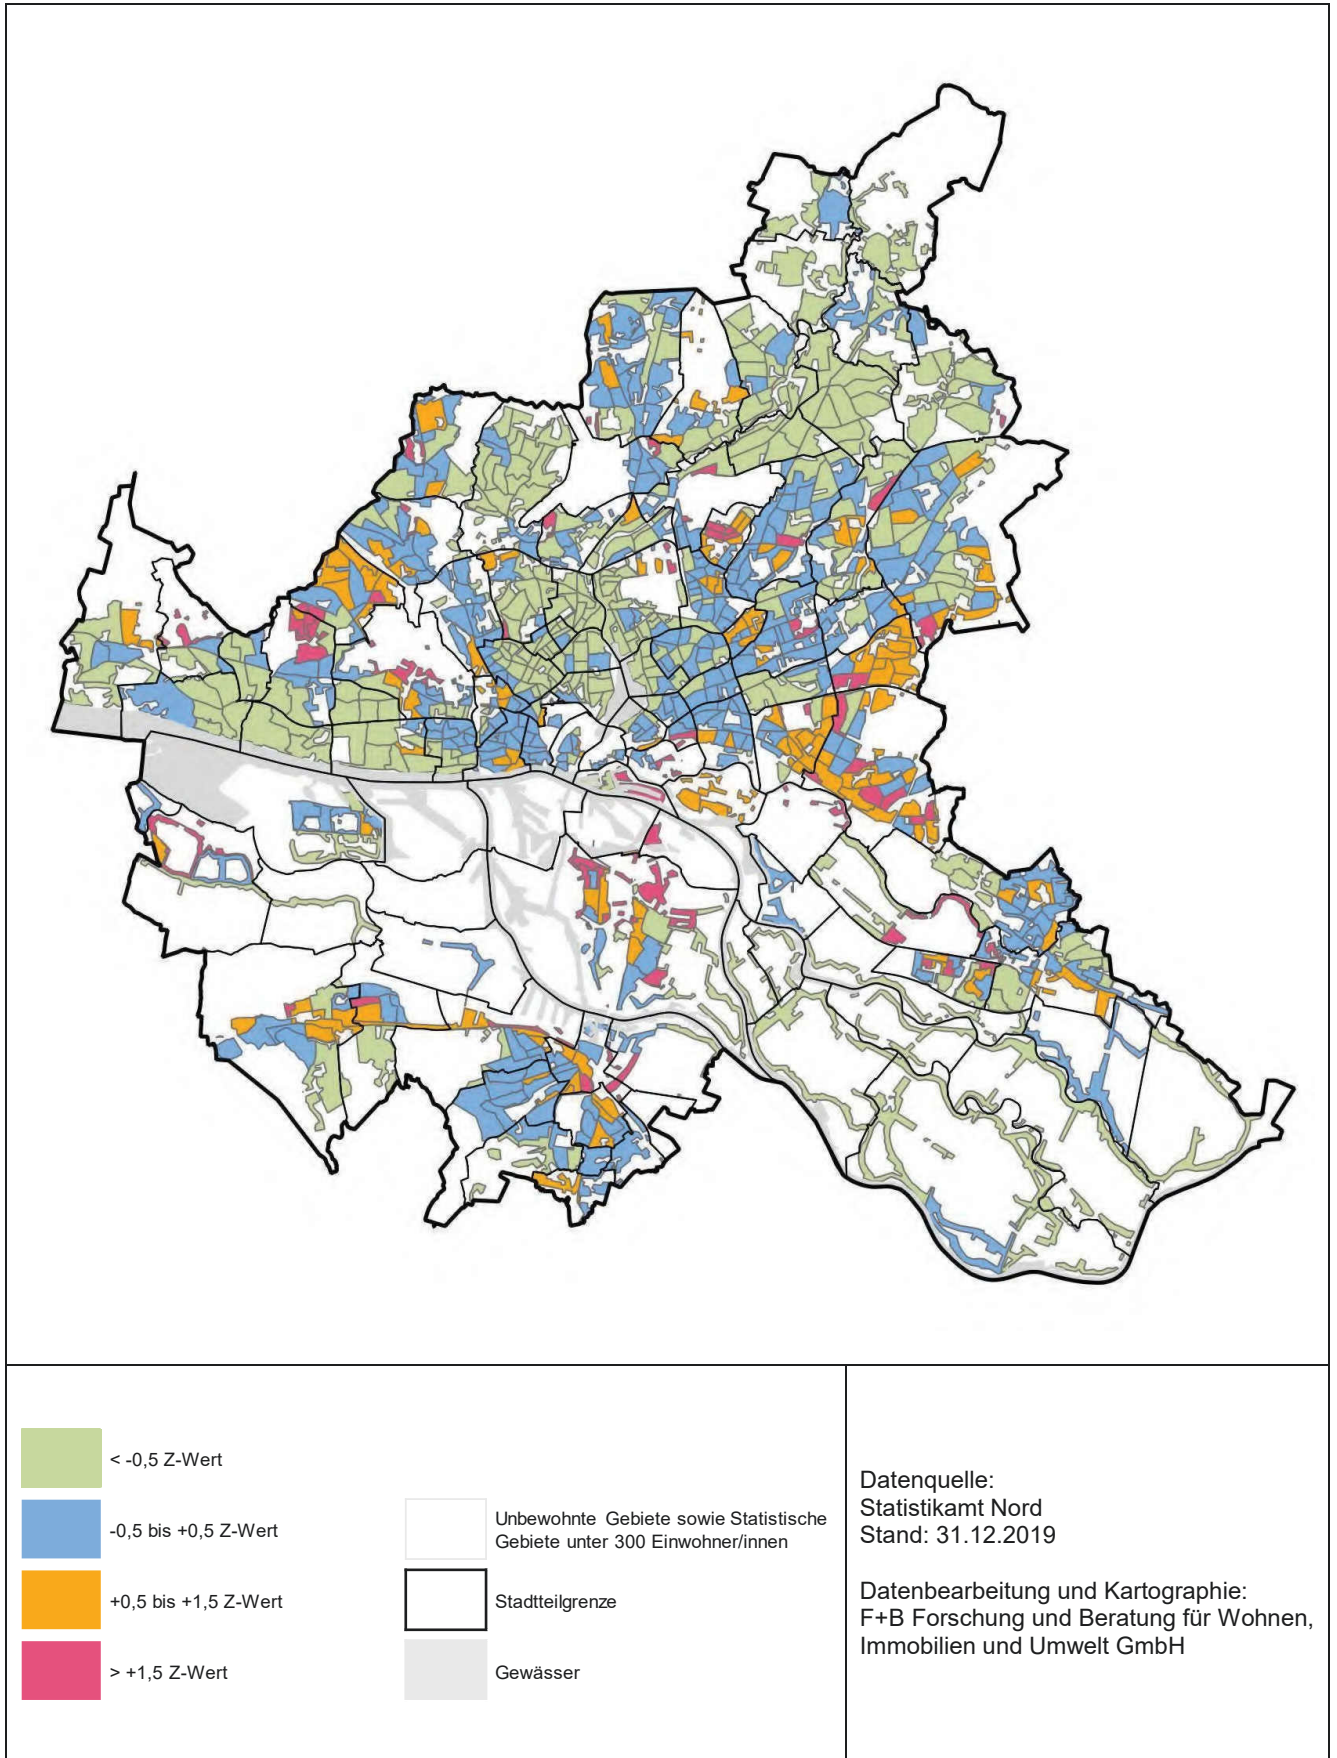 < -0,5 Z-Wert
-0,5 bis +0,5 Z-Wert
+0,5 bis +1,5 Z-Wert
> +1,5 Z-Wert
Unbewohnte Gebiete sowie Statistische
Gebiete unter 300 Einwohner/innen
Stadtteilgrenze
Gewässer
Datenquelle:
Statistikamt Nord
Stand: 31.12.2019
Datenbearbeitung und Kartographie:
F+B Forschung und Beratung für Wohnen,
Immobilien und Umwelt GmbH